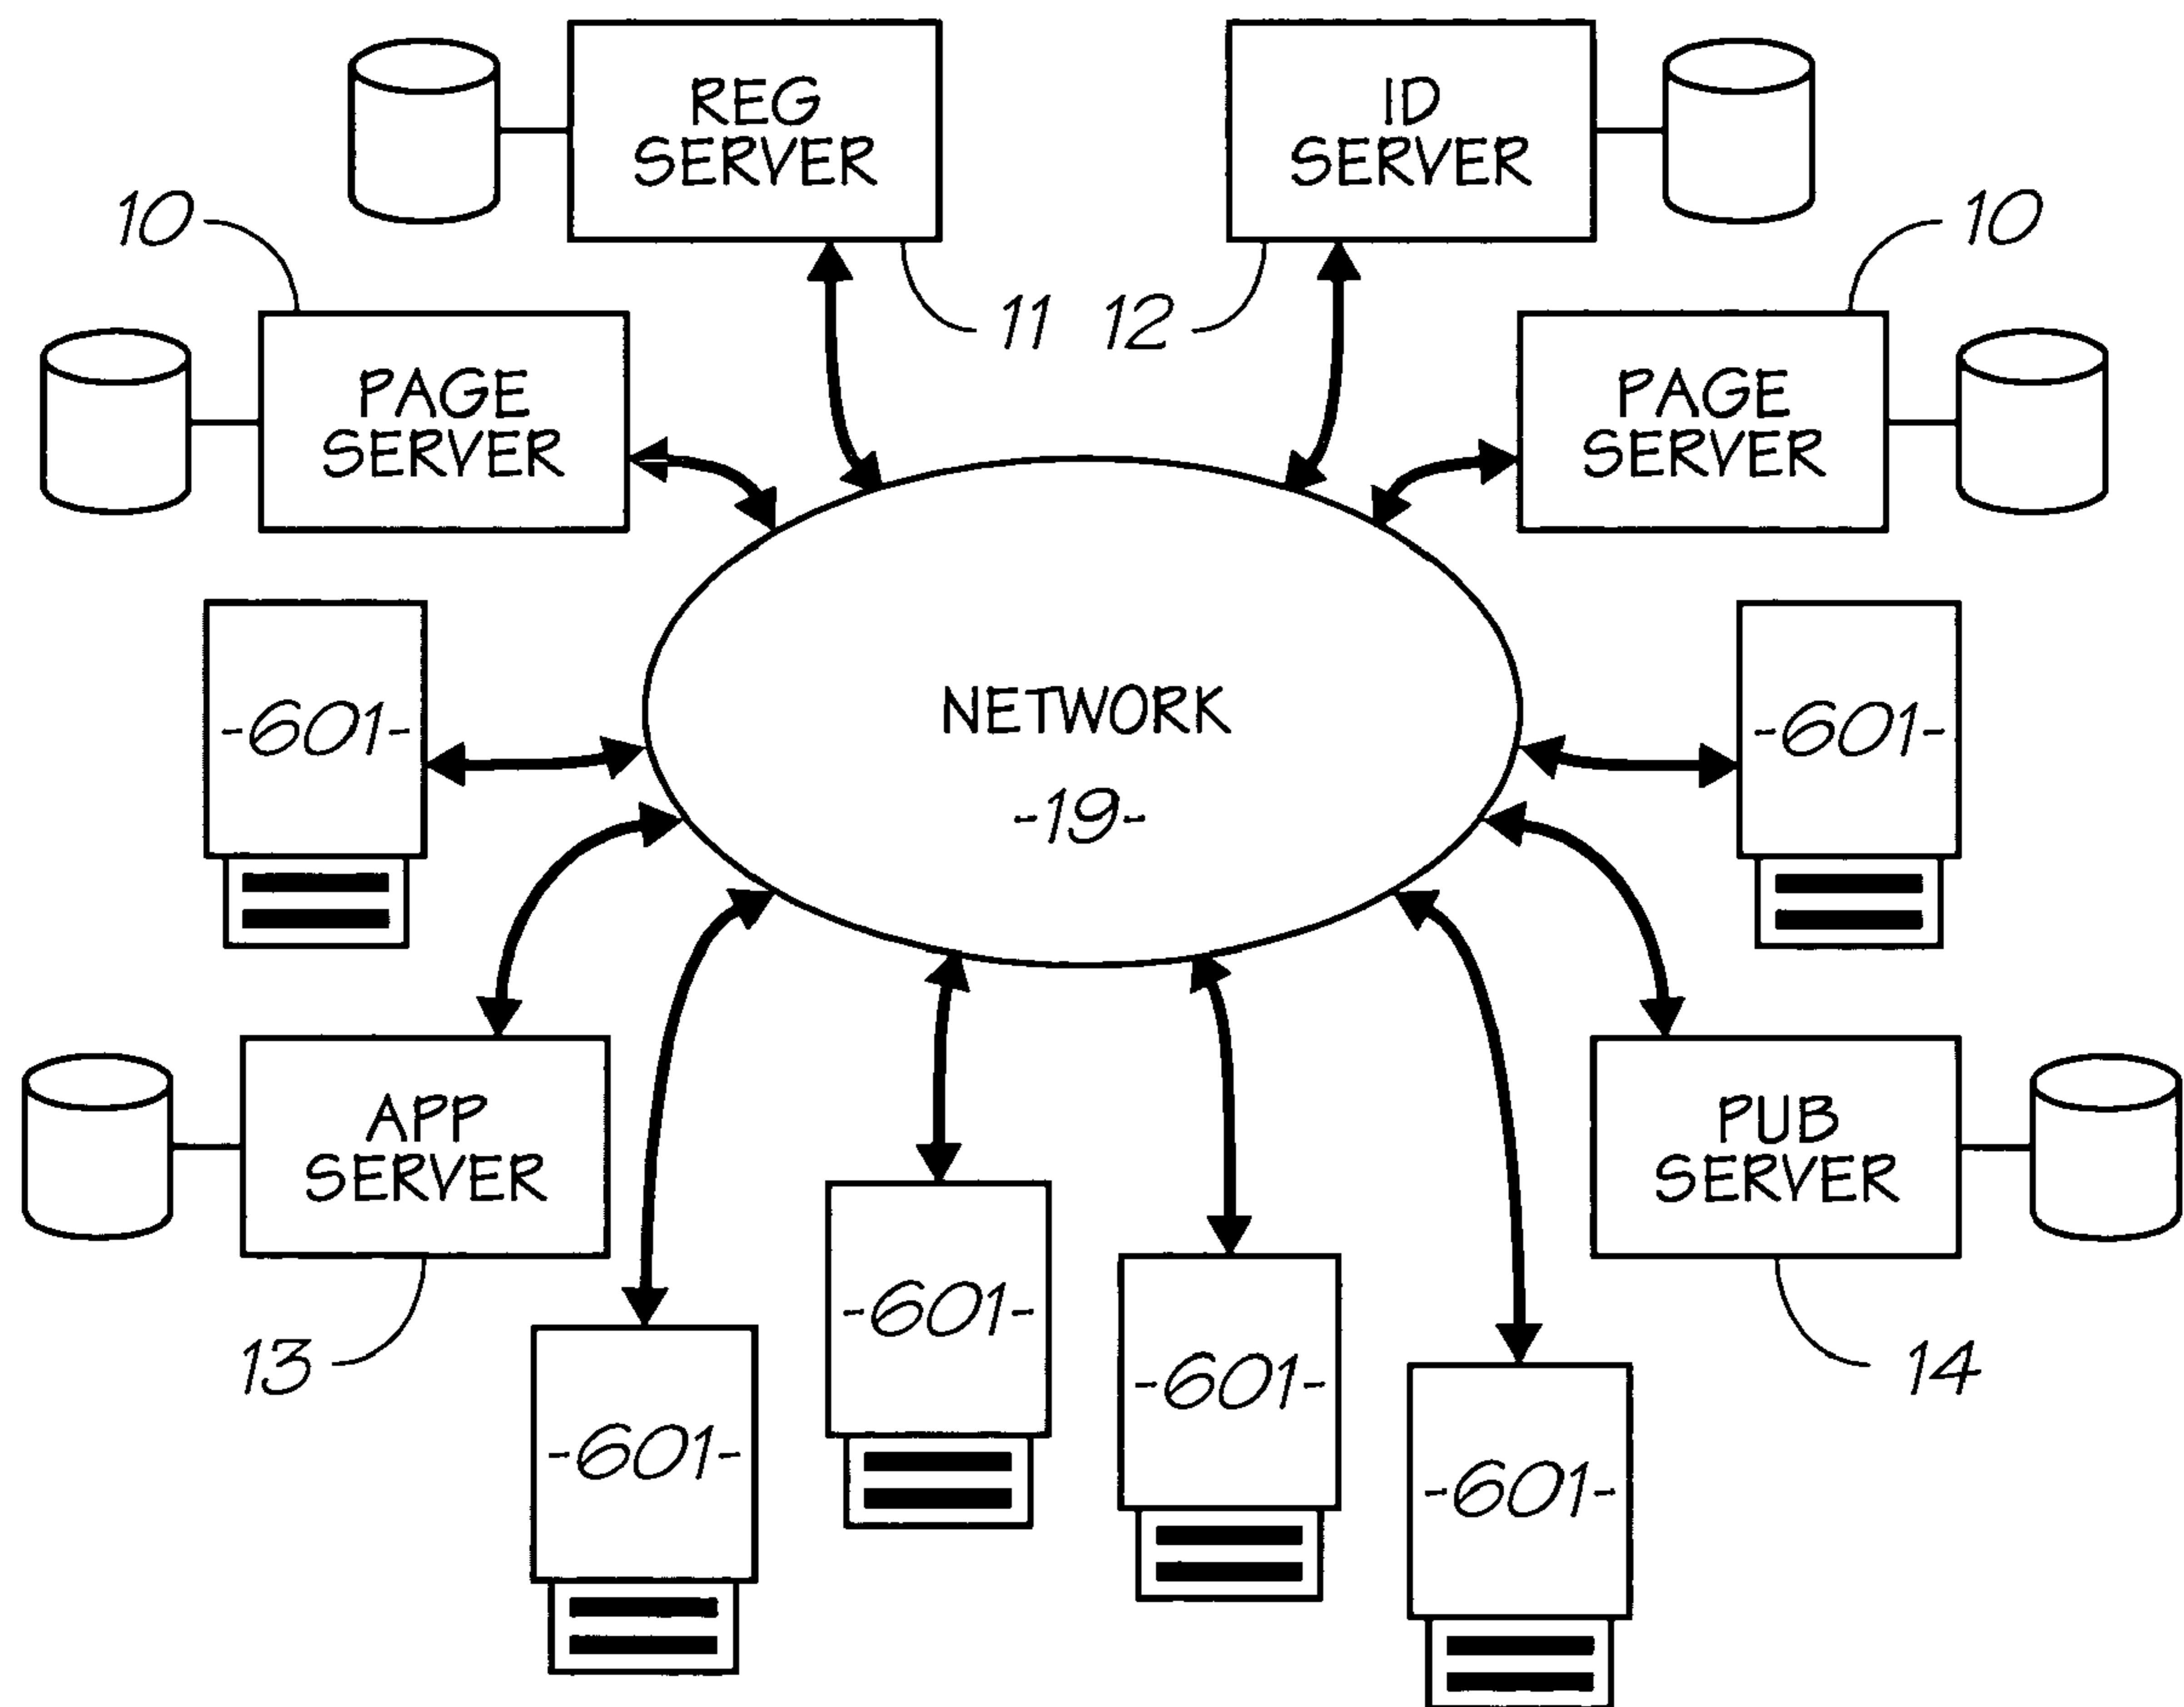 REG
SERVER
ID
SERVER
10
10
11
12
PAGE
SERVER
PAGE
SERVER
-601-
NETWORK
-19-
-601-
APP
SERVER
PUB
SERVER
13
-601-
-601-
-601-
-601-
14